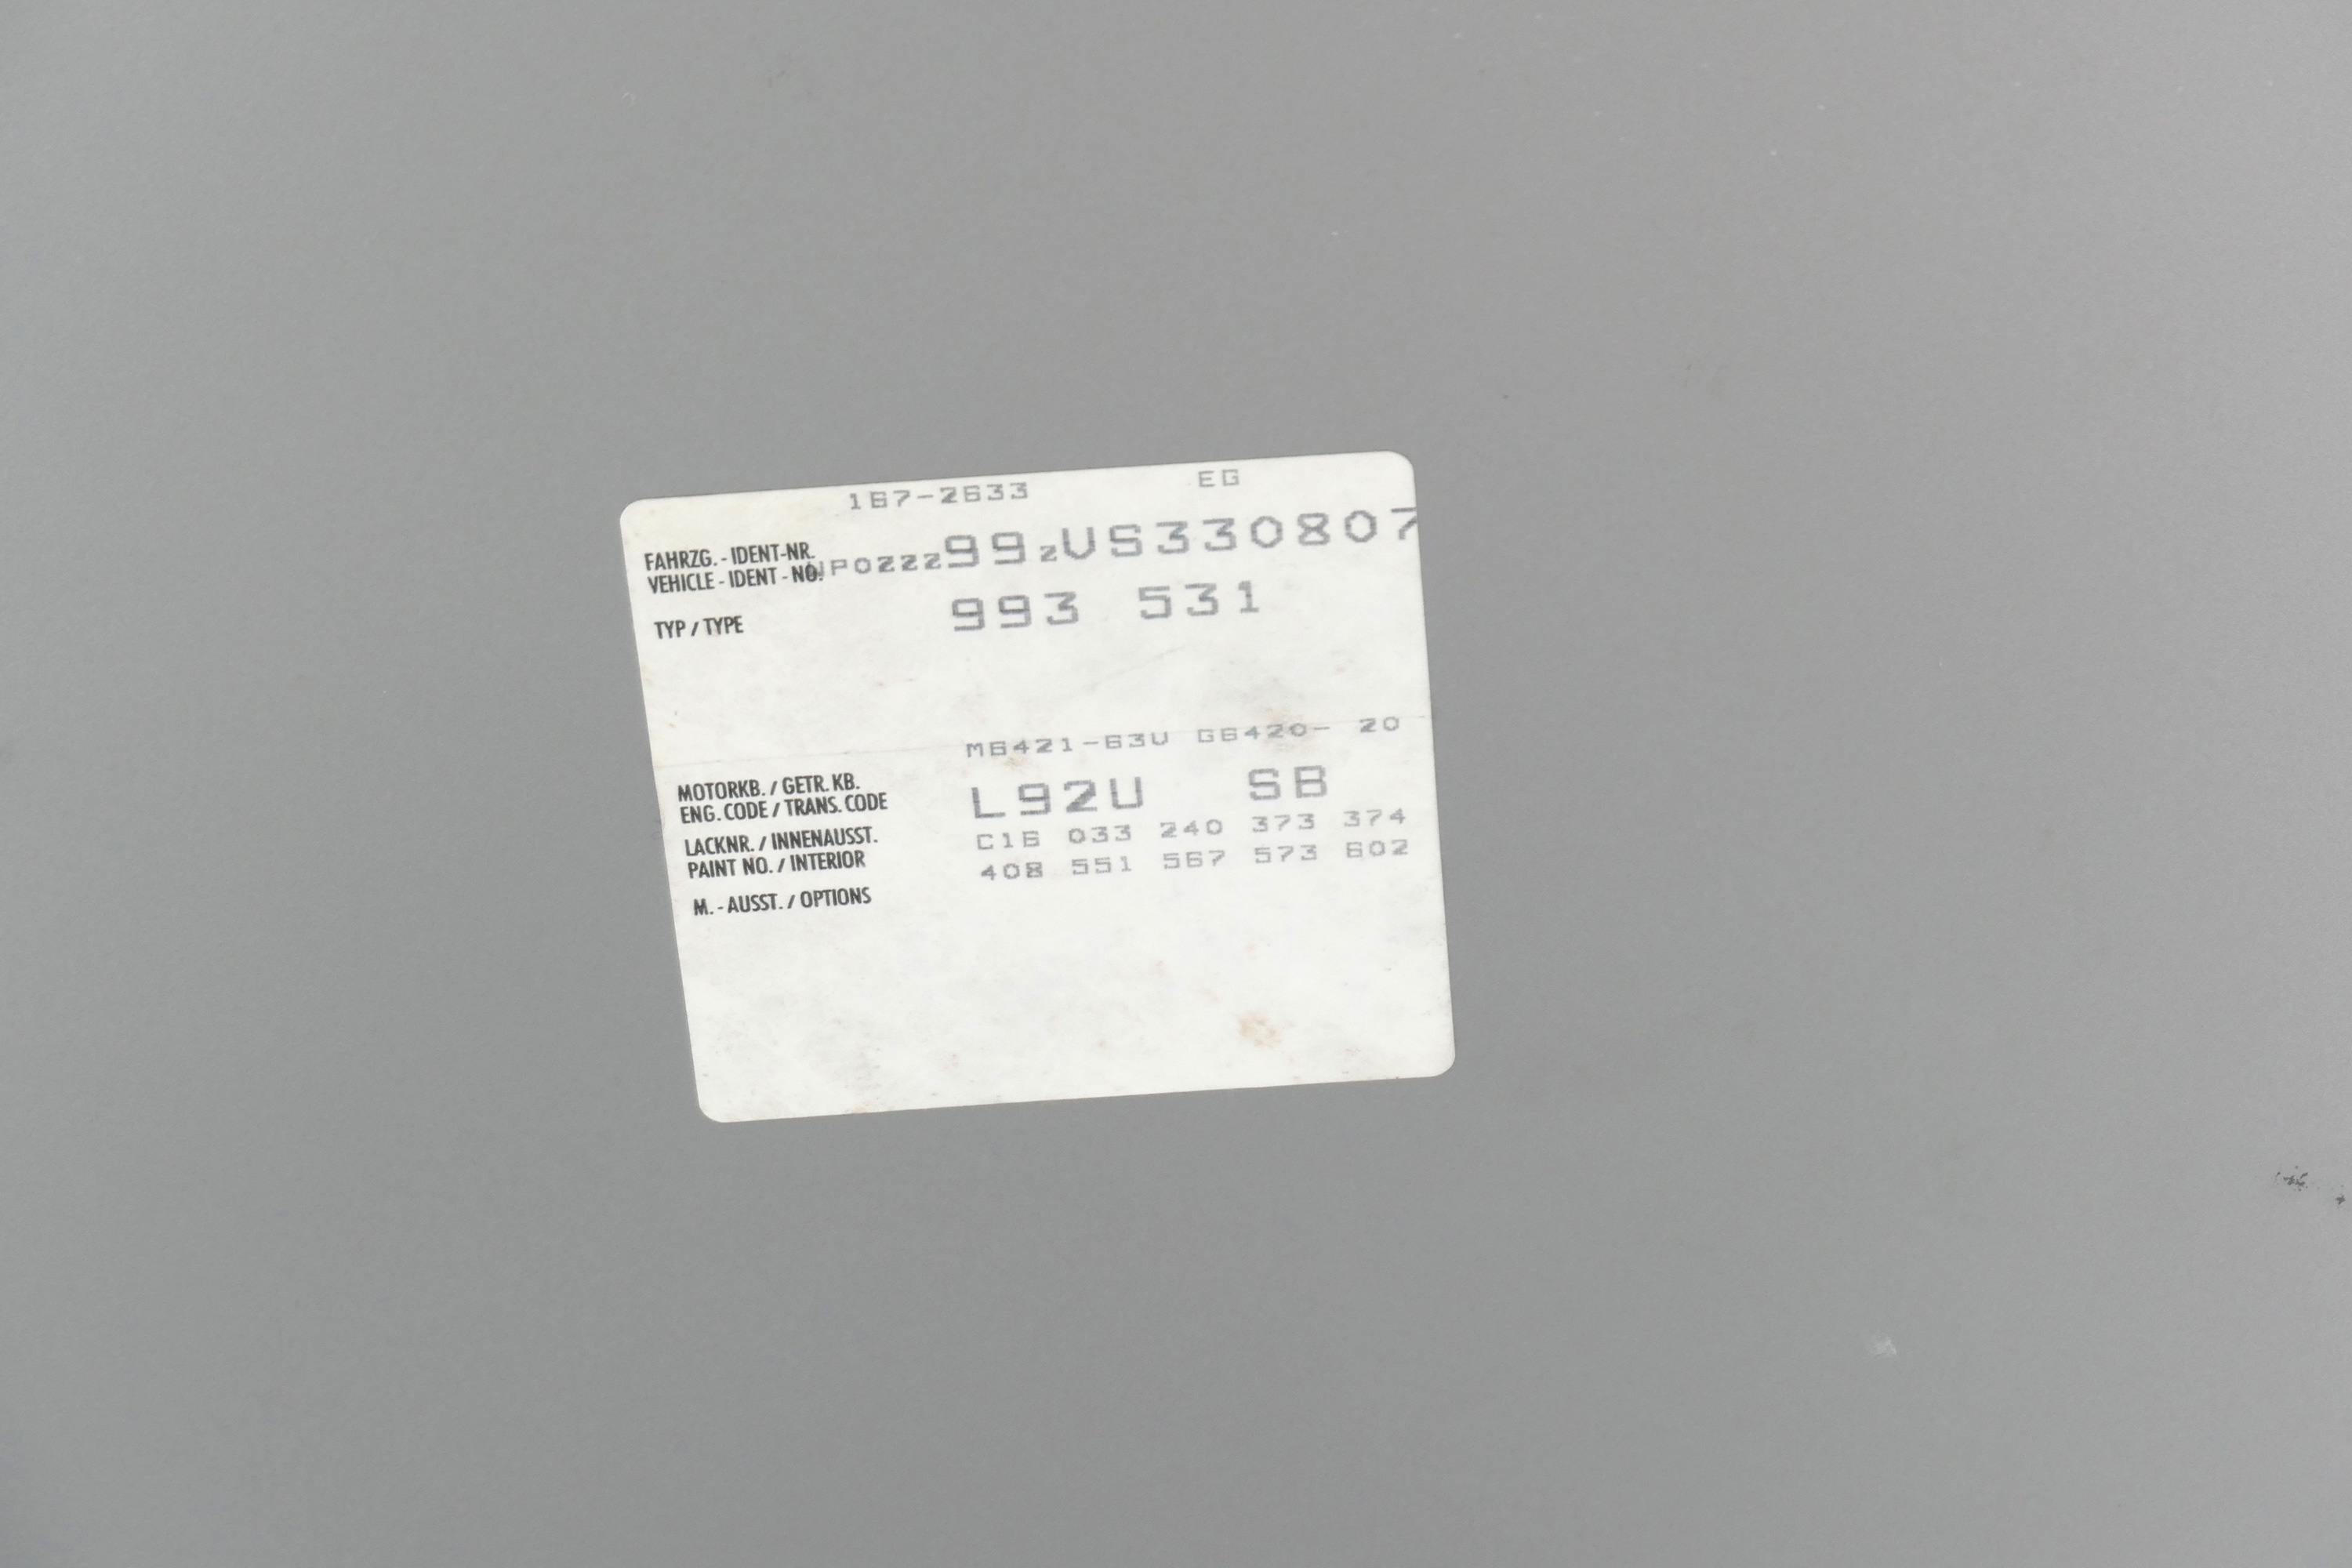 167-2633 EG
FAHRZG. - IDENT-NR.
VEHICLE - IDENT - NO. WP0ZZZ99ZVS330807
TYP / TYPE 993 531
M6421-63V G6420- 20
MOTORKB. / GETR. KB.
ENG. CODE / TRANS. CODE L92U SB
LACKNR. / INNENAUSST. C16 033 240 373 374
PAINT NO. / INTERIOR 408 551 567 573 602
M. - AUSST. / OPTIONS